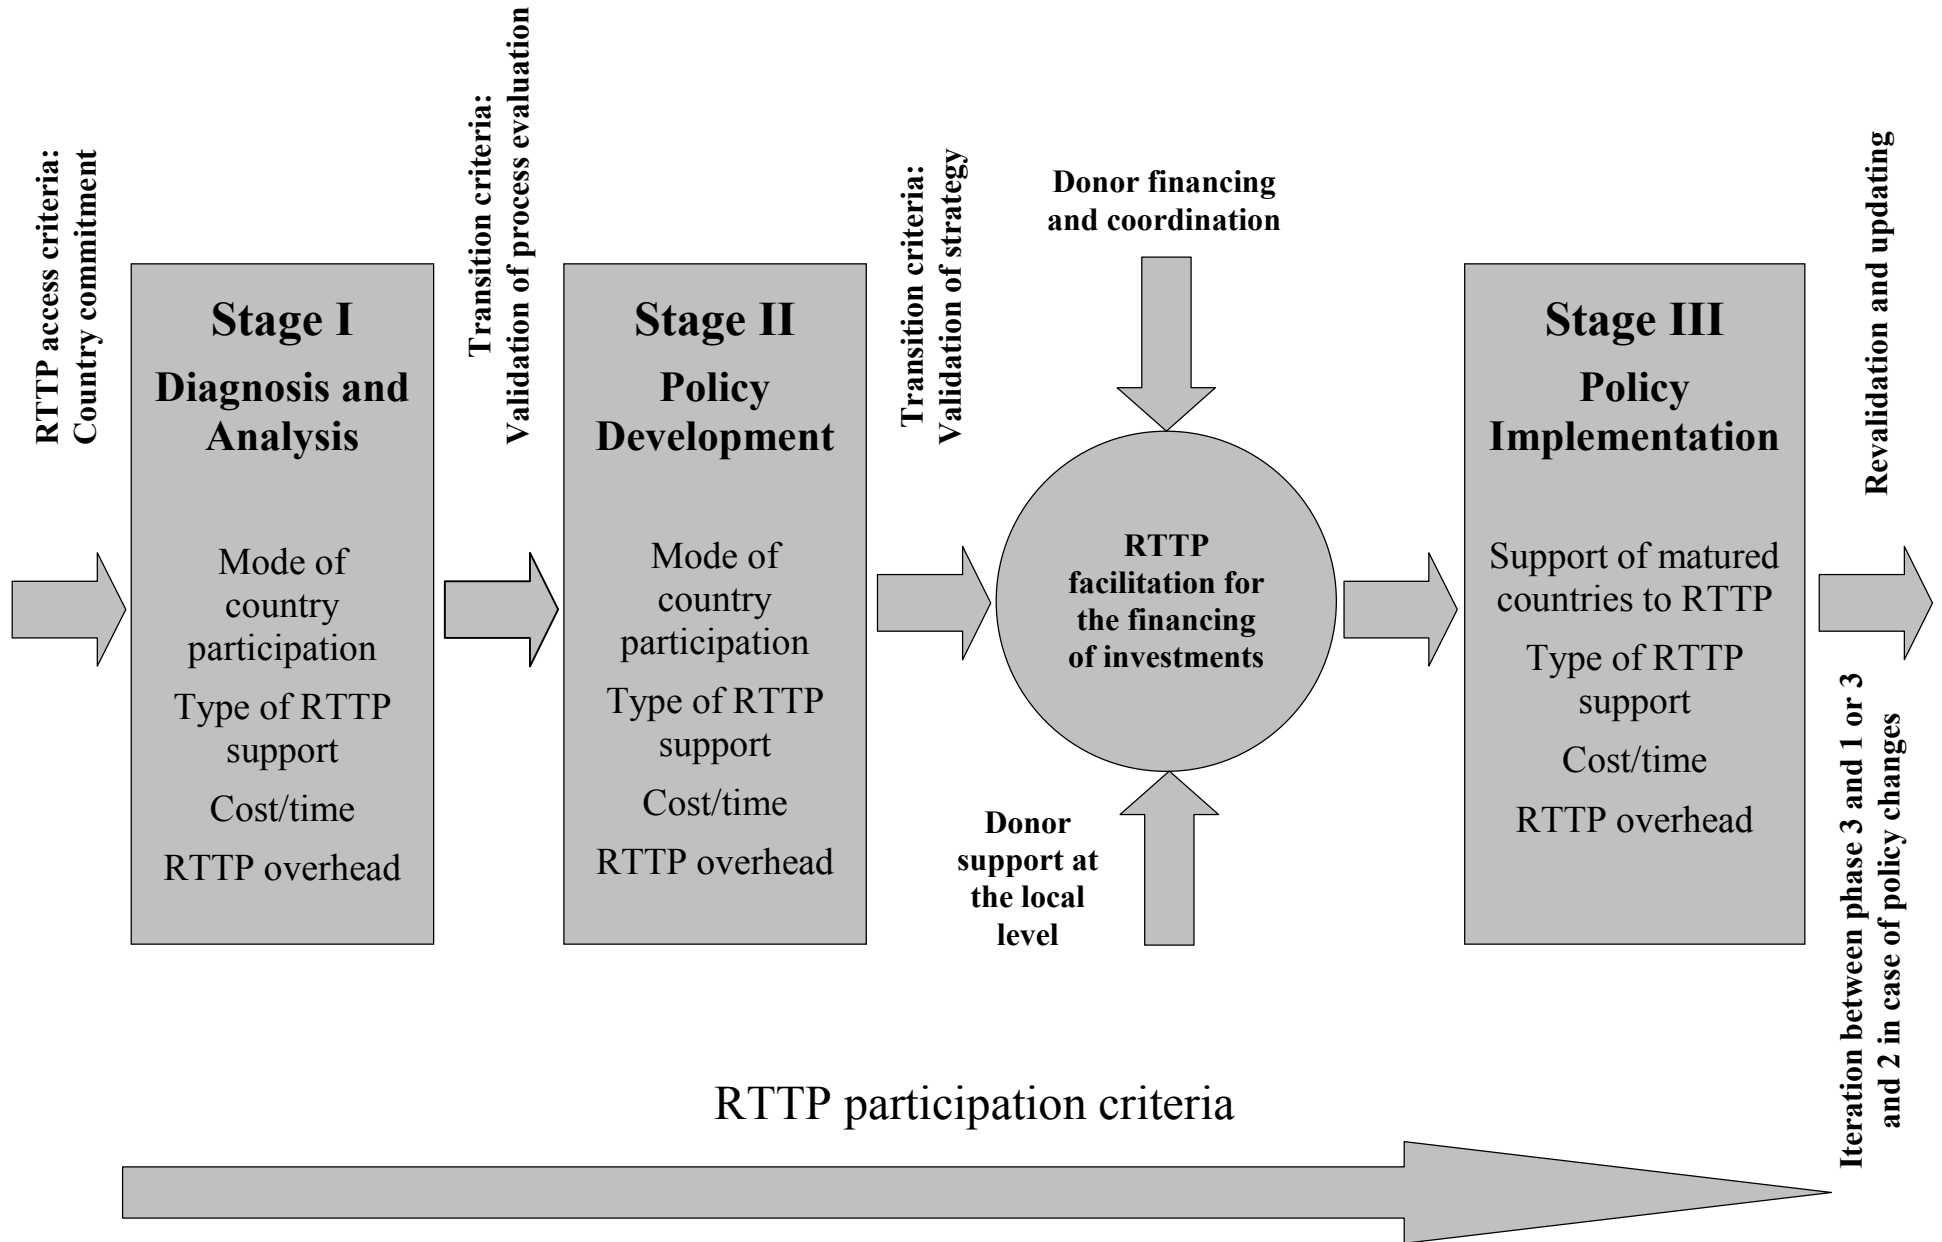 RTTP access criteria:
Country commitment
Stage I
Diagnosis and
Analysis
Mode of
country
participation
Type of RTTP
support
Cost/time
RTTP overhead
Transition criteria:
Validation of process evaluation
Stage II
Policy
Development
Mode of
country
participation
Type of RTTP
support
Cost/time
RTTP overhead
Transition criteria:
Validation of strategy
Donor financing
and coordination
RTTP
facilitation for
the financing
of investments
Donor
support at
the local
level
Stage III
Policy
Implementation
Support of matured
countries to RTTP
Type of RTTP
support
Cost/time
RTTP overhead
Revalidation and updating
Iteration between phase 3 and 1 or 3
and 2 in case of policy changes
RTTP participation criteria